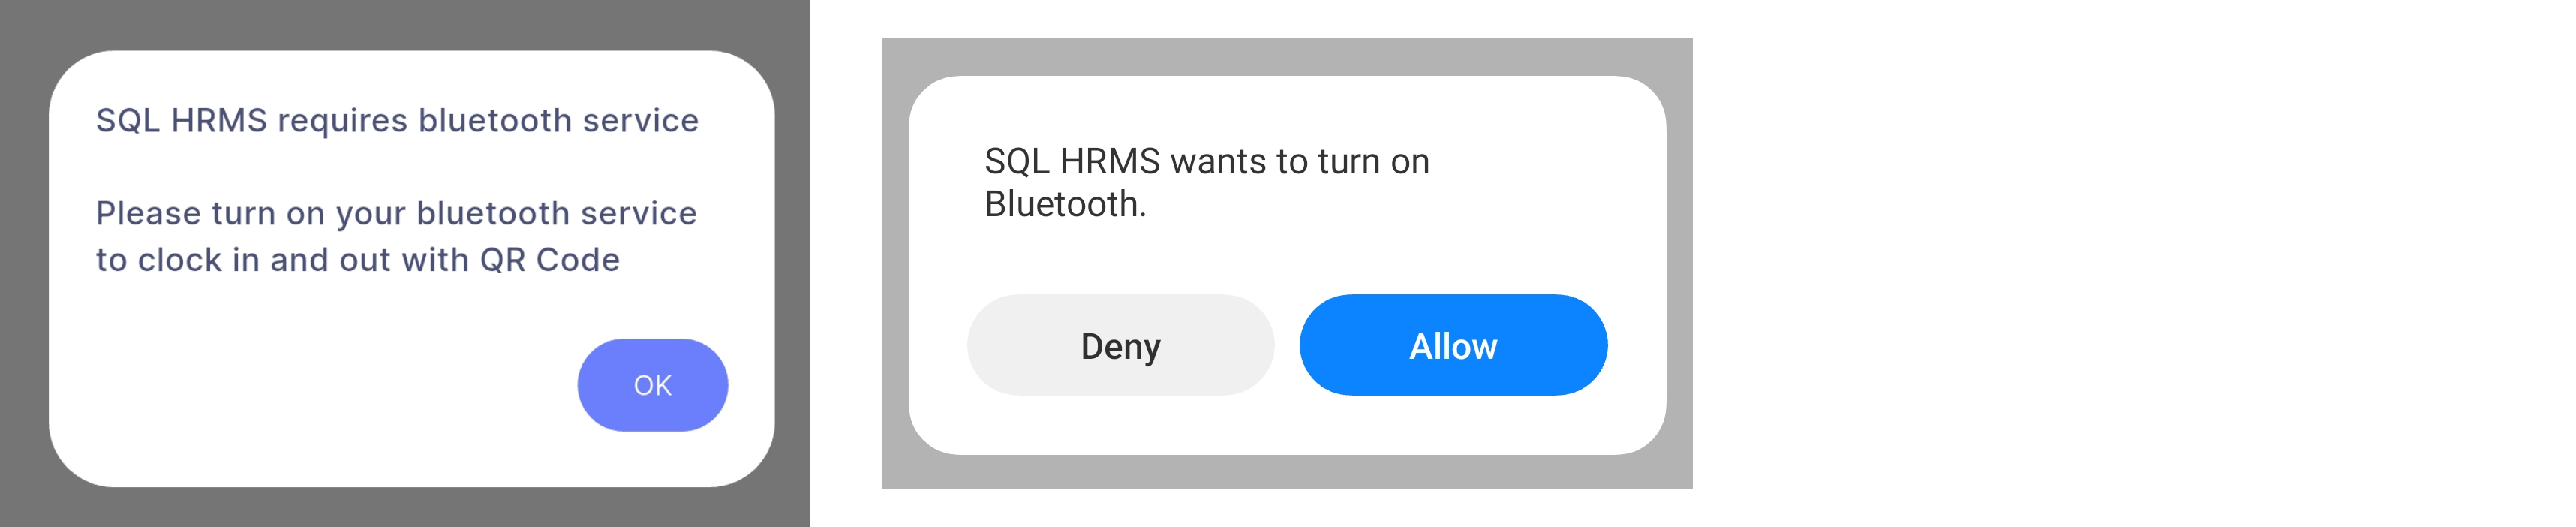 SQL HRMS requires bluetooth service
Please turn on your bluetooth service
to clock in and out with QR Code
OK
SQL HRMS wants to turn on
Bluetooth.
Deny
Allow